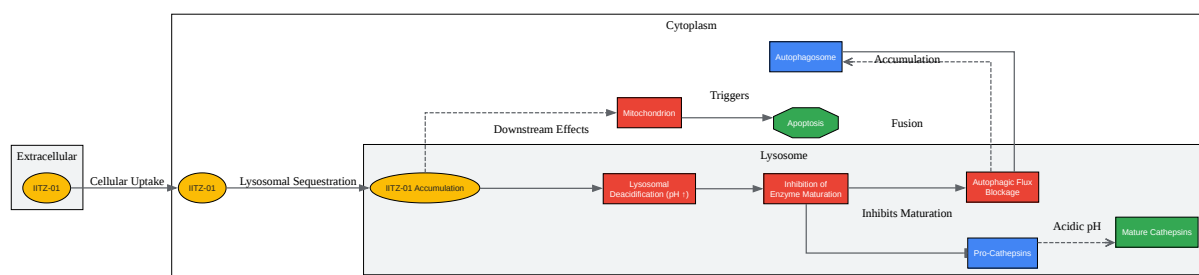 Cytoplasm
Autophagosome
Accumulation
Triggers
Mitochondrion
Apoptosis
Downstream Effects
Fusion
Extracellular
Lysosome
IITZ-01
Cellular Uptake
IITZ-01
Lysosomal Sequestration
IITZ-01 Accumulation
Lysosomal
Deacidification (pH ↑)
Inhibition of
Enzyme Maturation
Autophagic Flux
Blockage
Inhibits Maturation
Pro-Cathepsins
Acidic pH
Mature Cathepsins